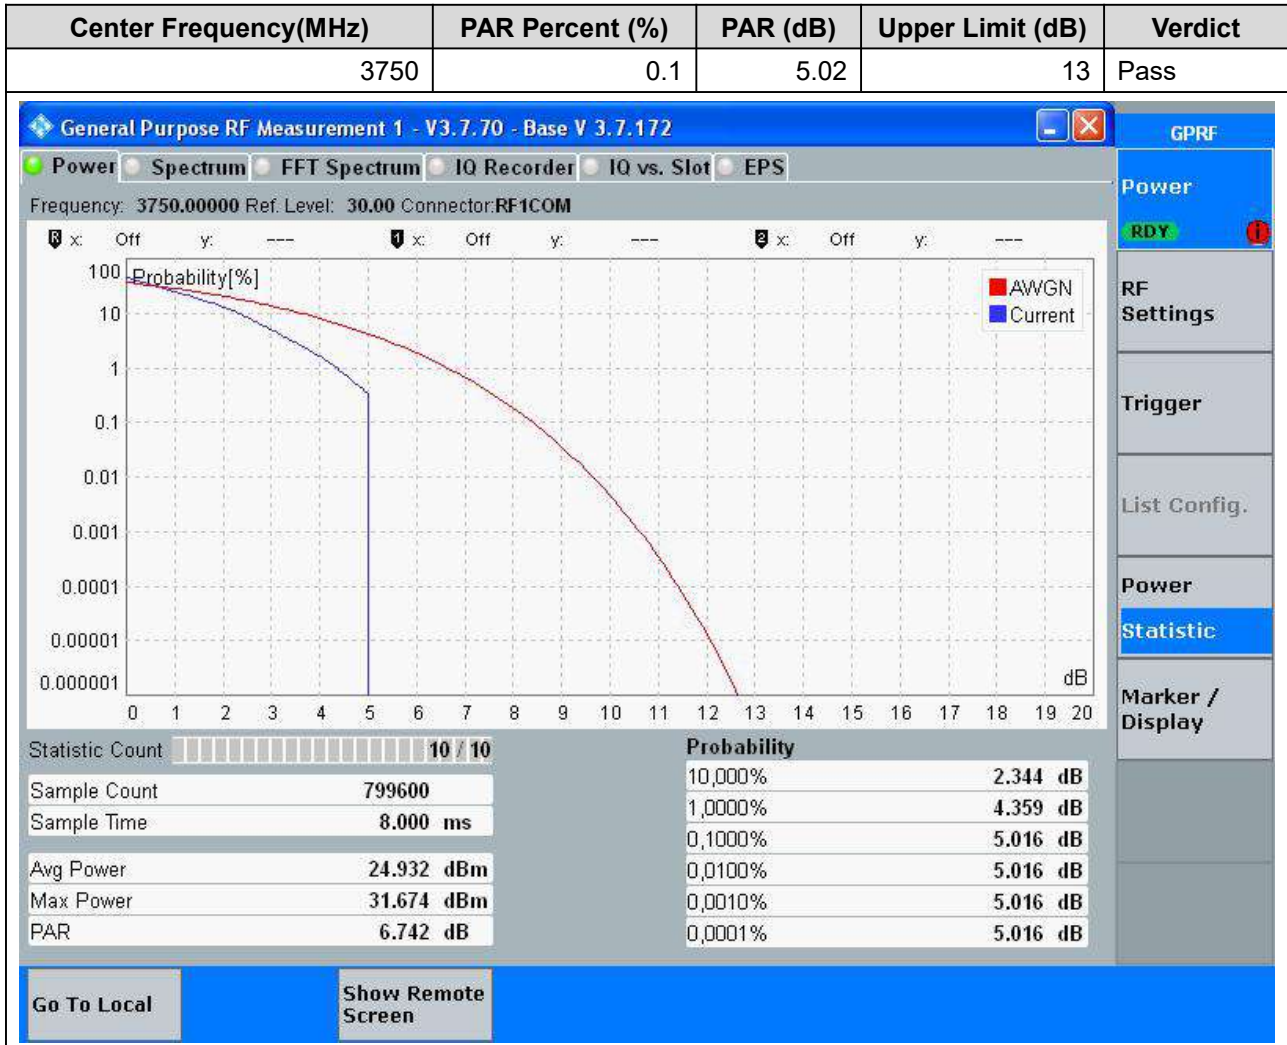 Center Frequency(MHz) PAR Percent (%) PAR (dB) Upper Limit (dB) Verdict
3750 0.1 5.02 13 Pass
General Purpose RF Measurement 1 - V3.7.70 - Base V 3.7.172
GPRF
Power Spectrum FFT Spectrum IQ Recorder IQ vs. Slot EPS
Frequency: 3750.00000 Ref. Level: 30.00 Connector:RF1COM
Power
RDY
R x: Off y: --- 1 x: Off y: --- 2 x: Off y: ---
Probability[%]
AWGN
Current
100
10
1
0.1
0.01
0.001
0.0001
0.00001
0.000001
dB
0 1 2 3 4 5 6 7 8 9 10 11 12 13 14 15 16 17 18 19 20
RF
Settings
Trigger
List Config.
Power
Statistic
Marker /
Display
Statistic Count 10 / 10
Sample Count 799600
Sample Time 8.000 ms
Avg Power 24.932 dBm
Max Power 31.674 dBm
PAR 6.742 dB
Probability
10,000% 2.344 dB
1,0000% 4.359 dB
0,1000% 5.016 dB
0,0100% 5.016 dB
0,0010% 5.016 dB
0,0001% 5.016 dB
Go To Local
Show Remote
Screen